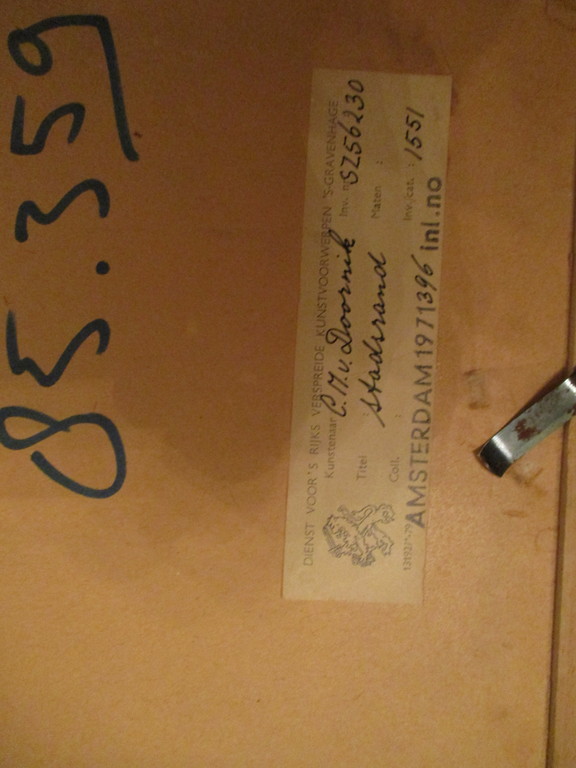 85.359
DIENST VOOR 'S RIJKS VERSPREIDE KUNSTVOORWERPEN 'S-GRAVENHAGE
Kunstenaar C.M.v.Doornik Inv. nr SZ56230
Titel : stadsrand Maten :
Coll. : Inv./cat. : 1551
AMSTERDAM 1971396 inl.no